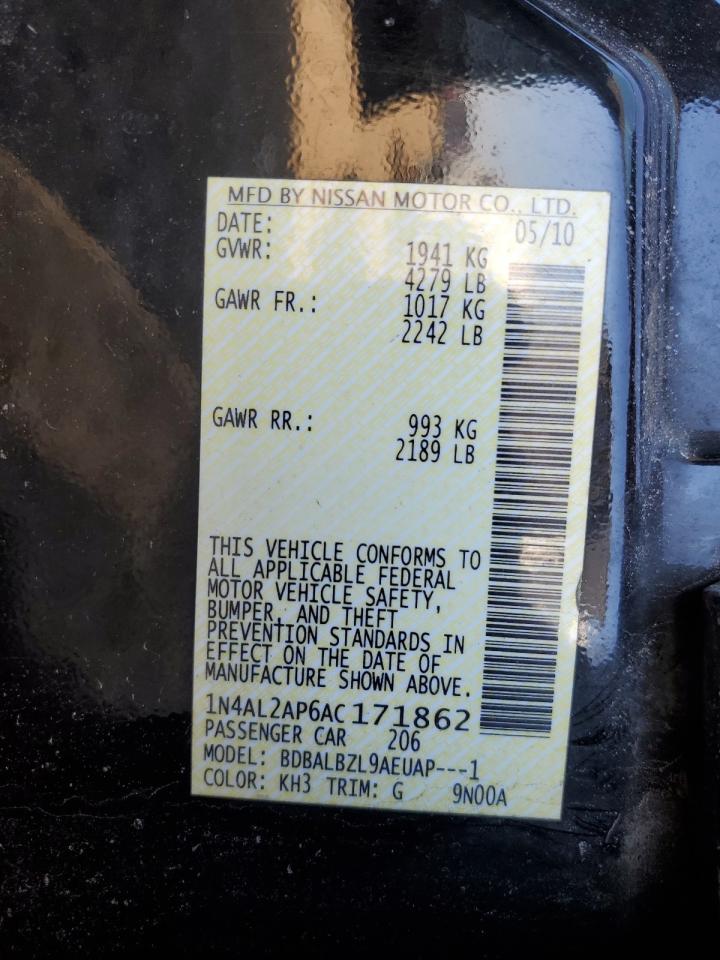 MFD BY NISSAN MOTOR CO., LTD.
DATE: 05/10
GVWR: 1941 KG
4279 LB
GAWR FR.: 1017 KG
2242 LB
GAWR RR.: 993 KG
2189 LB
THIS VEHICLE CONFORMS TO
ALL APPLICABLE FEDERAL
MOTOR VEHICLE SAFETY,
BUMPER, AND THEFT
PREVENTION STANDARDS IN
EFFECT ON THE DATE OF
MANUFACTURE SHOWN ABOVE.
1N4AL2AP6AC171862
PASSENGER CAR 206
MODEL: BDBALBZL9AEUAP---1
COLOR: KH3 TRIM: G 9N00A